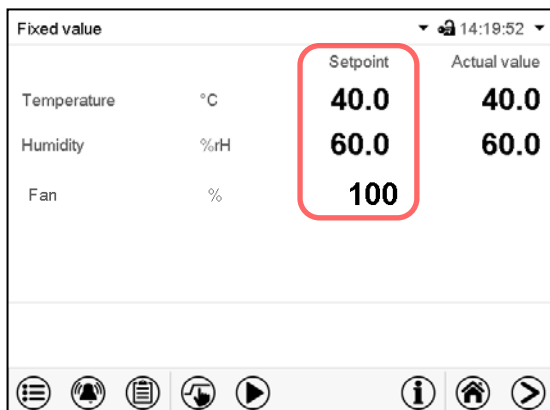 Fixed value 14:19:52
Setpoint Actual value
Temperature °C 40.0 40.0
Humidity %rH 60.0 60.0
Fan % 100